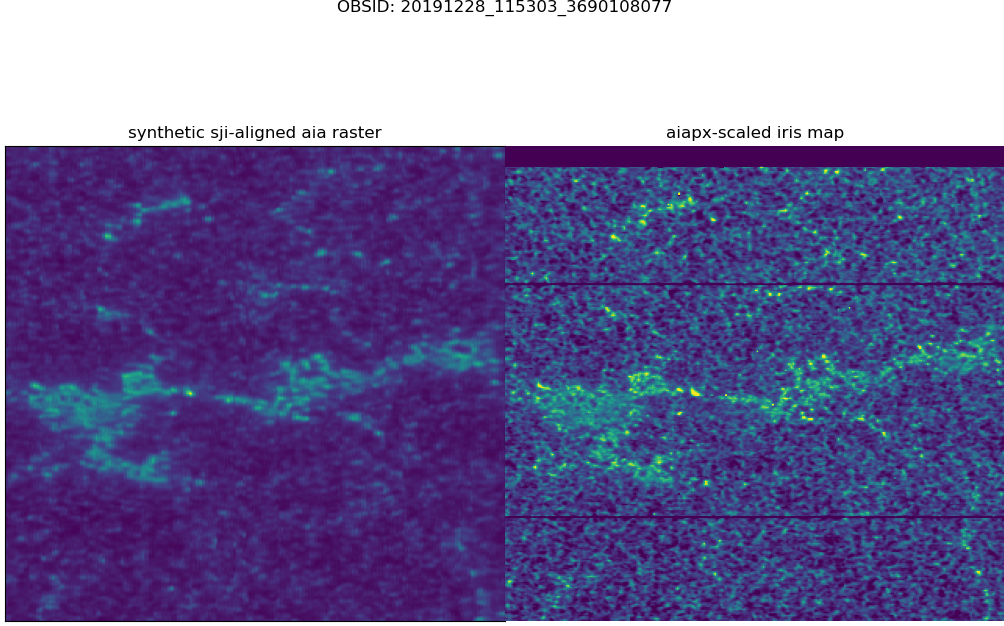 OBSID: 20191228_115303_3690108077
synthetic sji-aligned aia raster
aiapx-scaled iris map